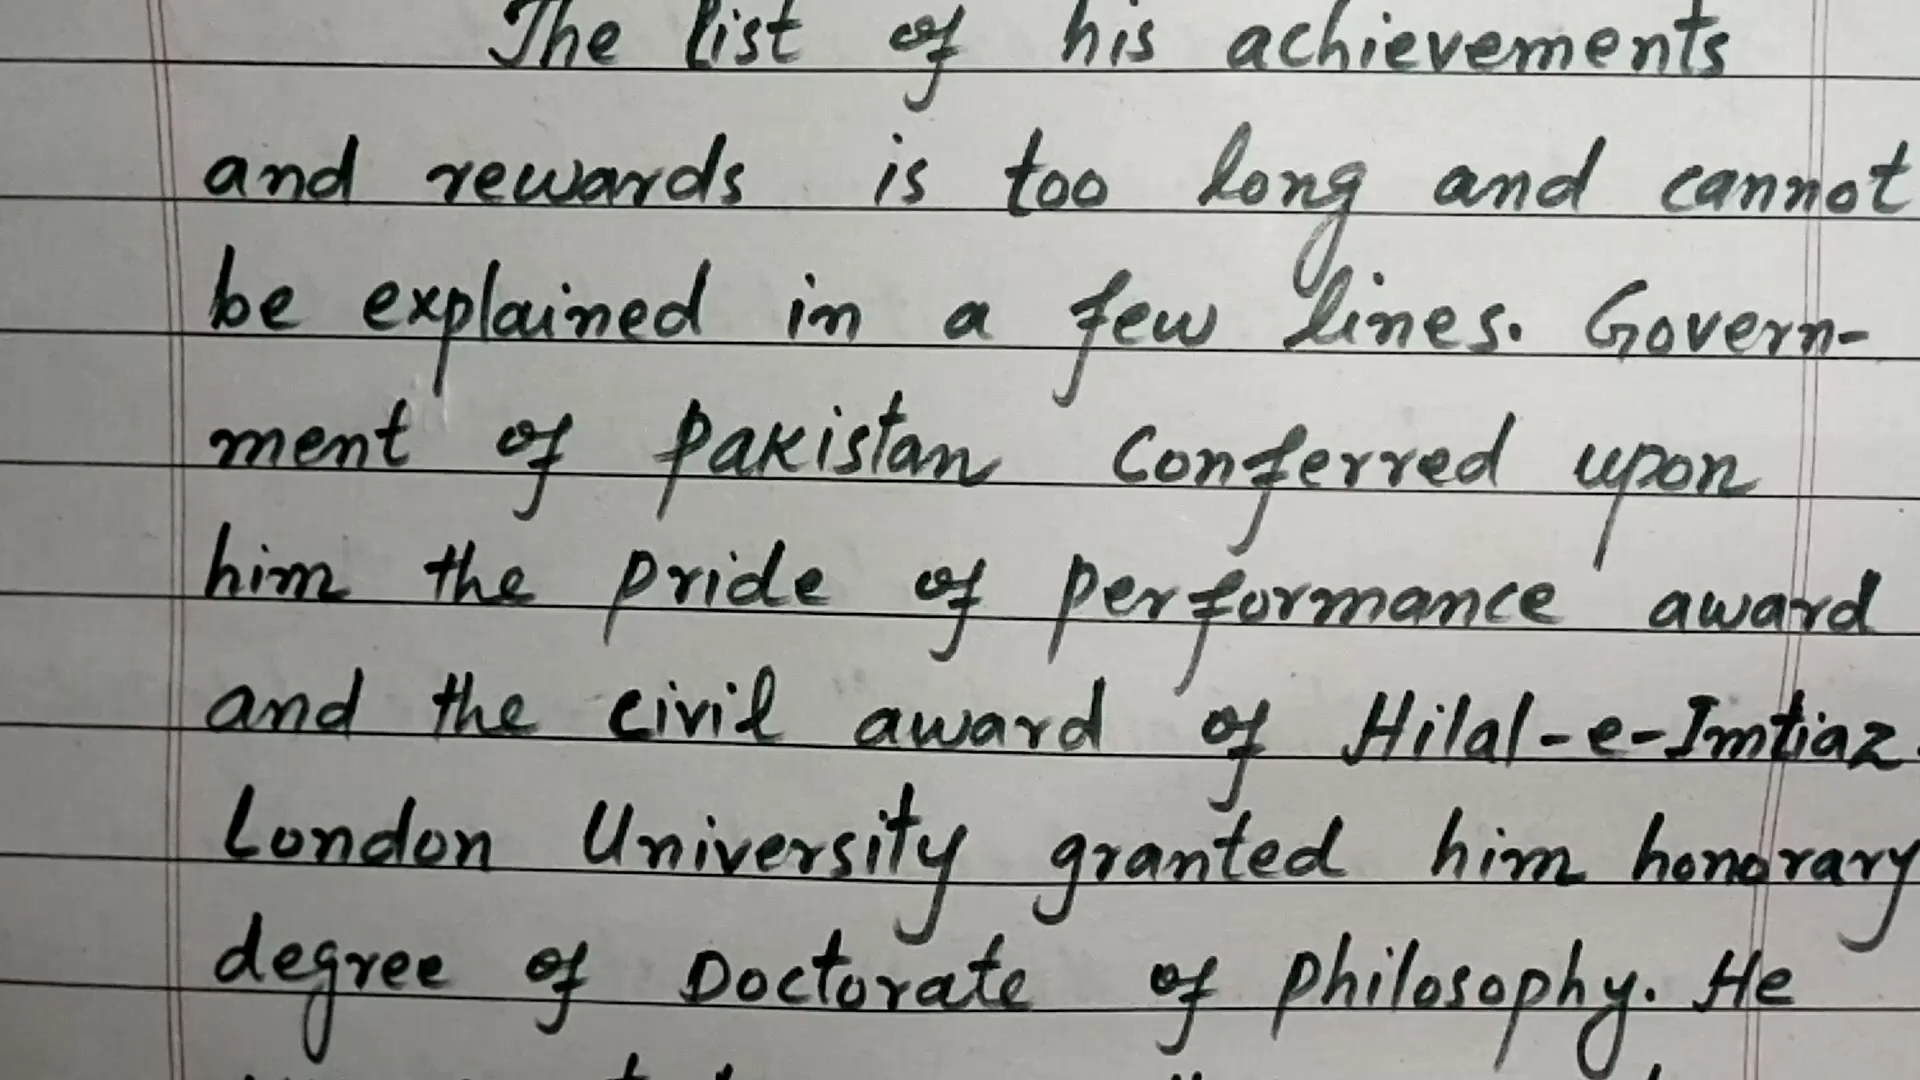 The list of his achievements
and rewards is too long and cannot
be explained in a few lines. Govern-
ment of pakistan conferred upon
him the pride of performance award
and the civil award of Hilal-e-Imtiaz.
London University granted him honorary
degree of Doctorate of philosophy. He